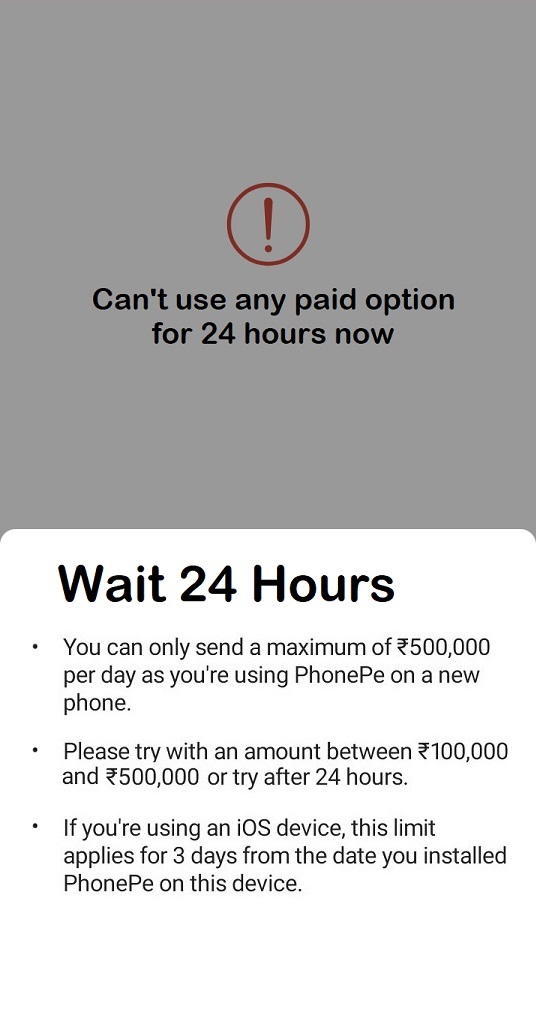 Can't use any paid option
for 24 hours now
Wait 24 Hours
• You can only send a maximum of ₹500,000
per day as you're using PhonePe on a new
phone.
• Please try with an amount between ₹100,000
and ₹500,000 or try after 24 hours.
• If you're using an iOS device, this limit
applies for 3 days from the date you installed
PhonePe on this device.